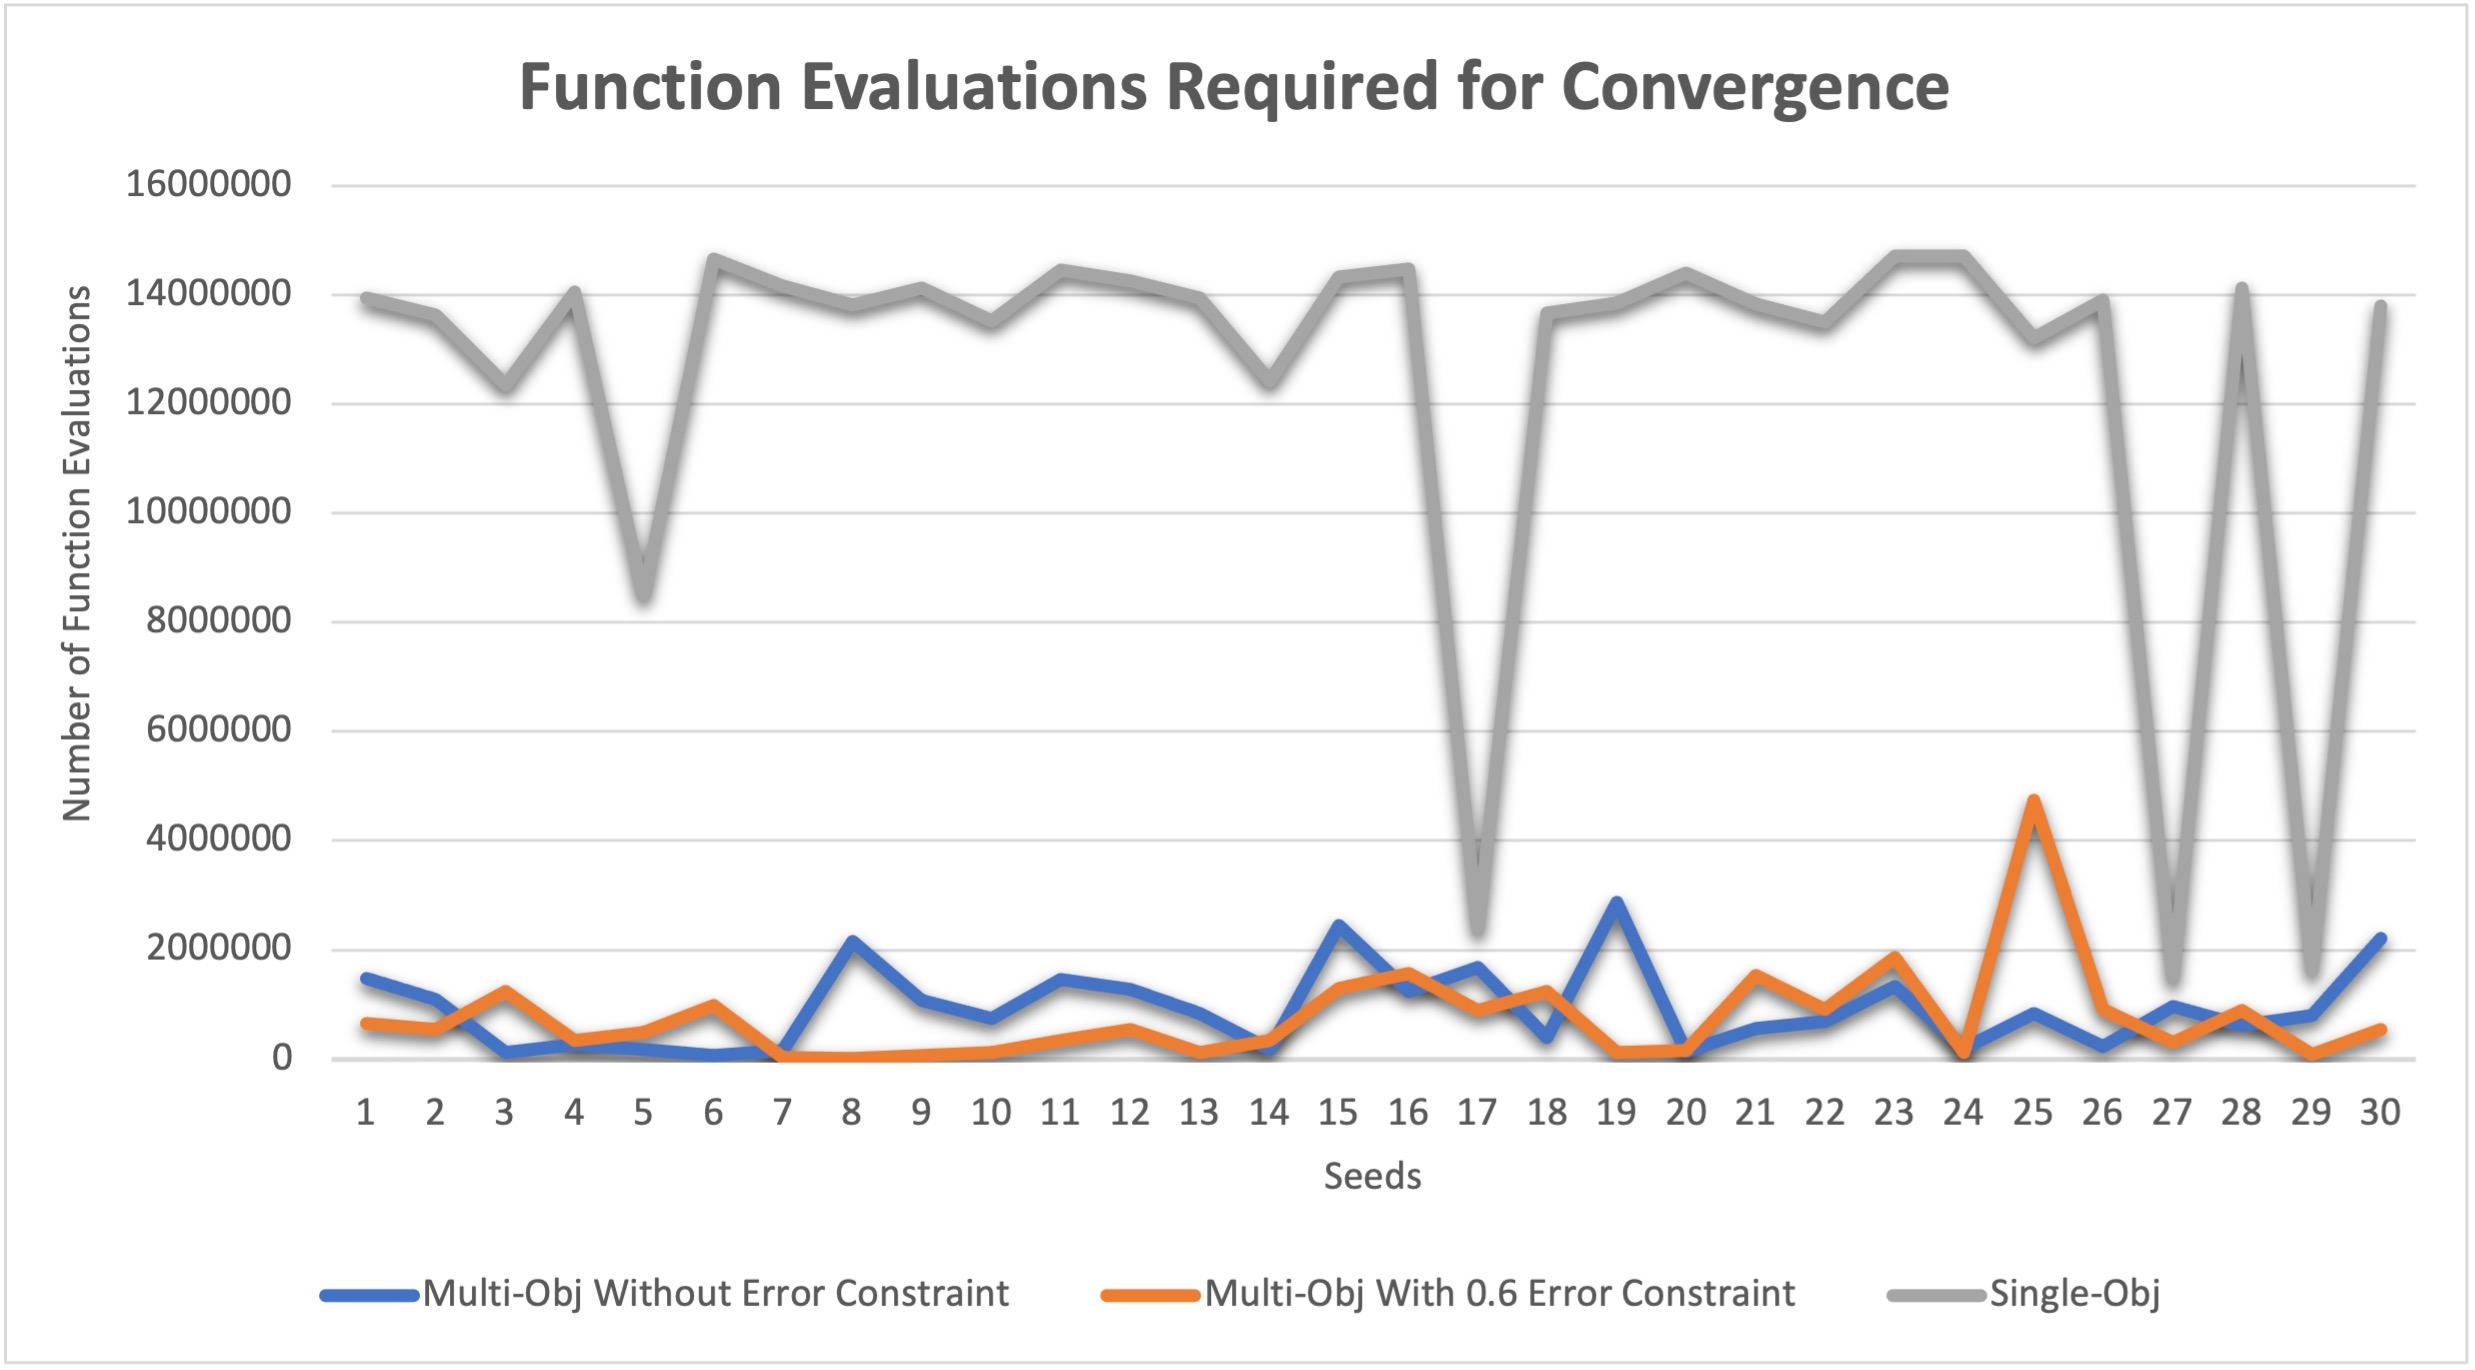 Function Evaluations Required for Convergence
Number of Function Evaluations
16000000
14000000
12000000
10000000
8000000
6000000
4000000
2000000
0
1 2 3 4 5 6 7 8 9 10 11 12 13 14 15 16 17 18 19 20 21 22 23 24 25 26 27 28 29 30
Seeds
Multi-Obj Without Error Constraint Multi-Obj With 0.6 Error Constraint Single-Obj